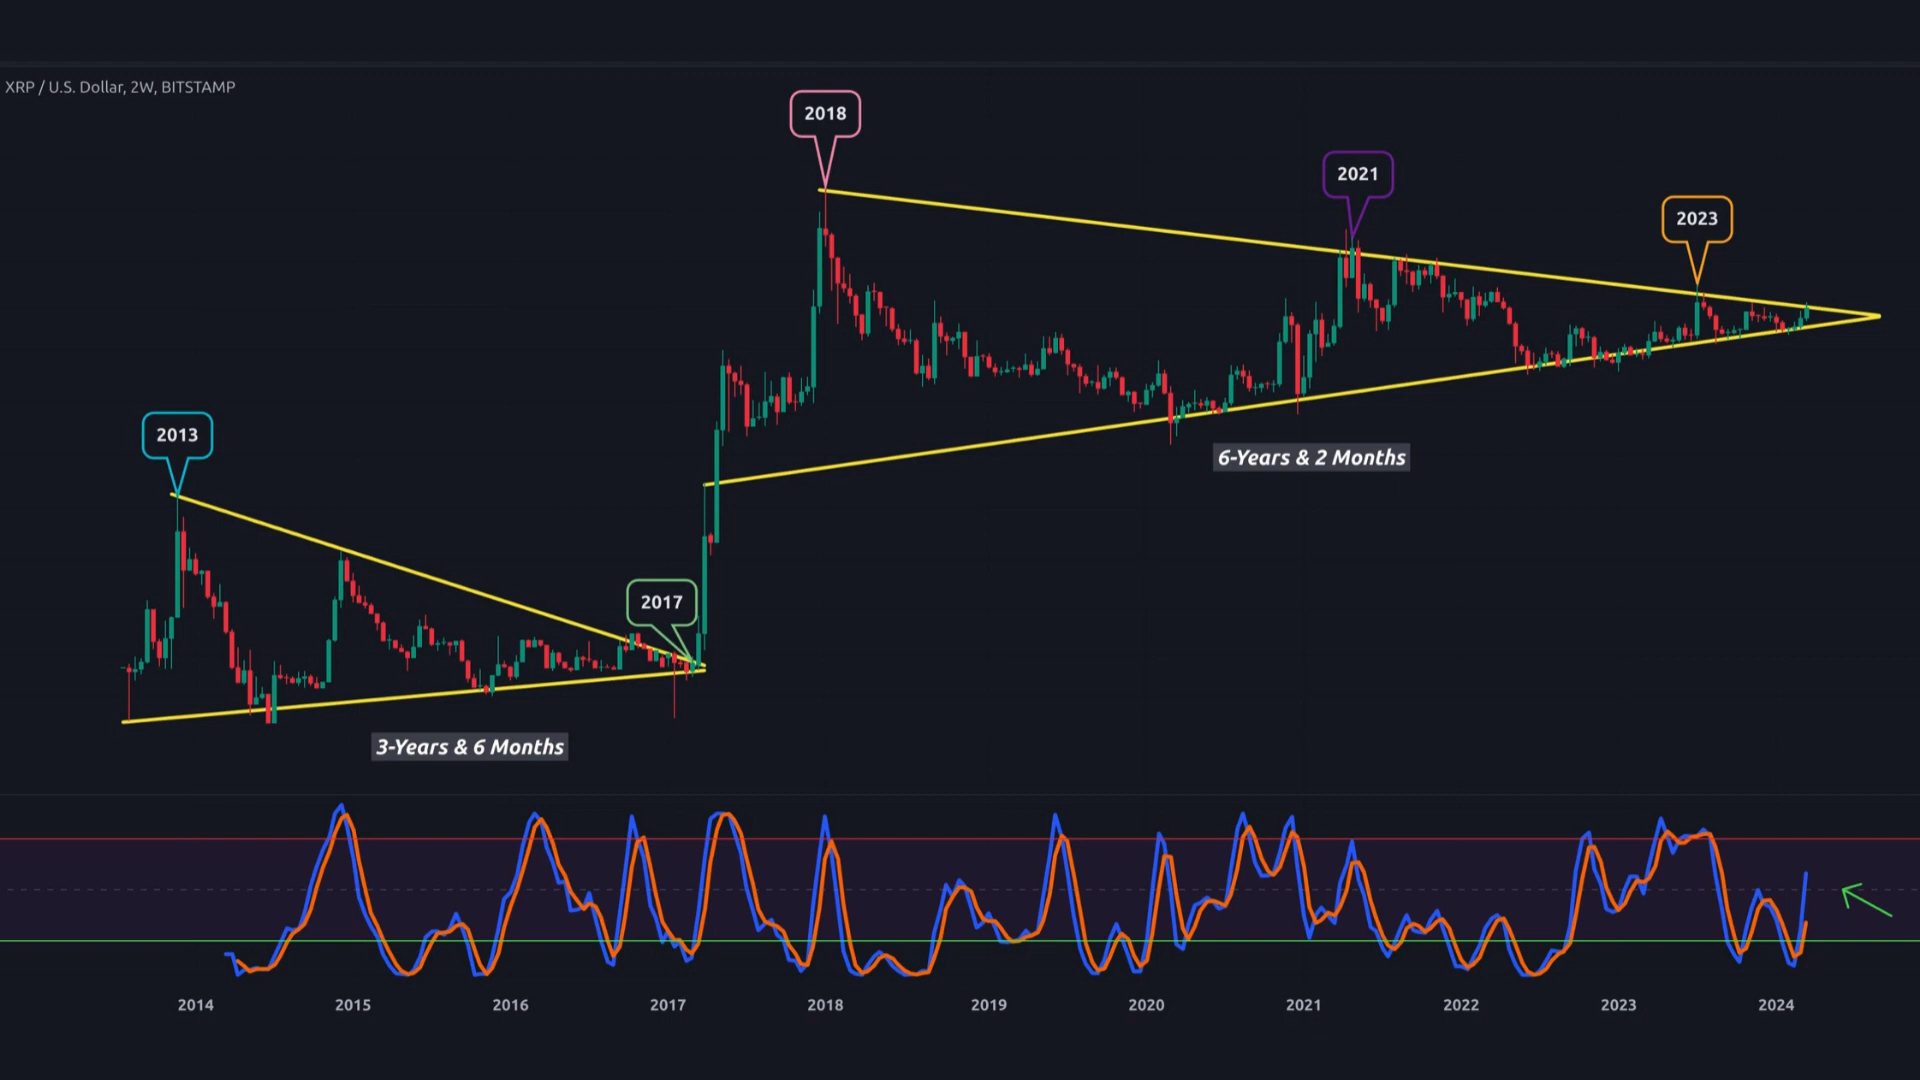 XRP / U.S. Dollar, 2W, BITSTAMP
2018
2021
2023
2013
6-Years & 2 Months
2017
3-Years & 6 Months
2014 2015 2016 2017 2018 2019 2020 2021 2022 2023 2024